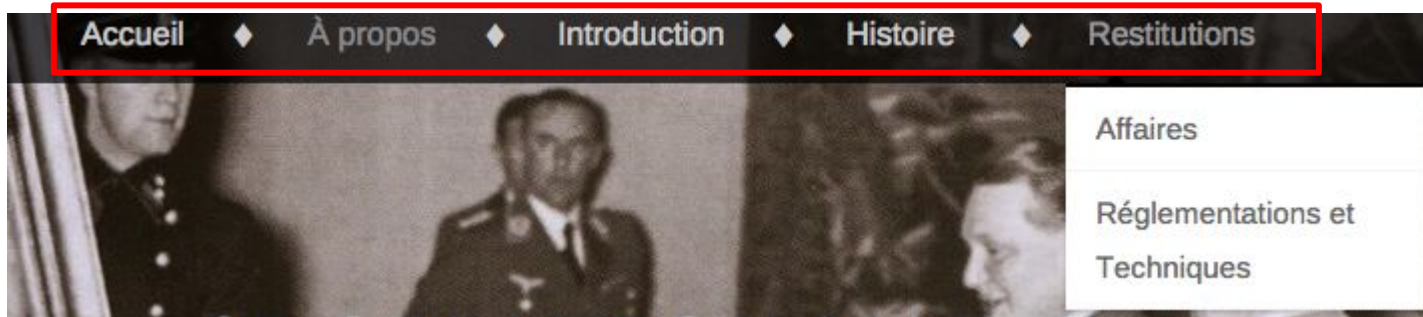 Accueil ♦ À propos ♦ Introduction ♦ Histoire ♦ Restitutions
Affaires
Réglementations et
Techniques